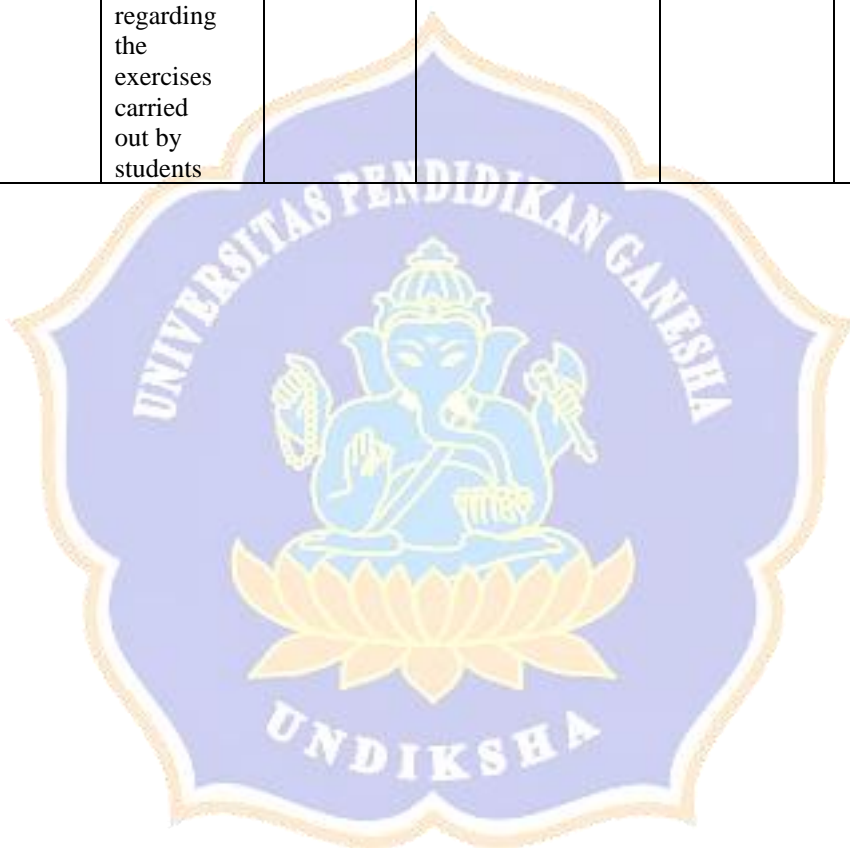 regarding
the
exercises
carried
out by
students
UNIVERSITAS PENDIDIKAN GANESHA
UNDIKSHA